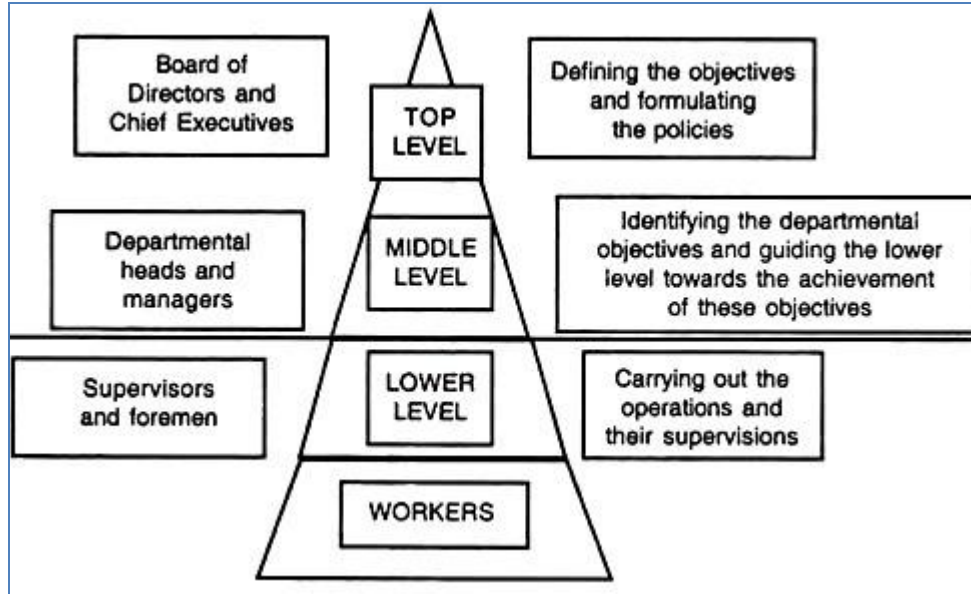 Board of
Directors and
Chief Executives
TOP
LEVEL
Defining the objectives
and formulating
the policies
Departmental
heads and
managers
MIDDLE
LEVEL
Identifying the departmental
objectives and guiding the lower
level towards the achievement
of these objectives
Supervisors
and foremen
LOWER
LEVEL
Carrying out the
operations and
their supervisions
WORKERS